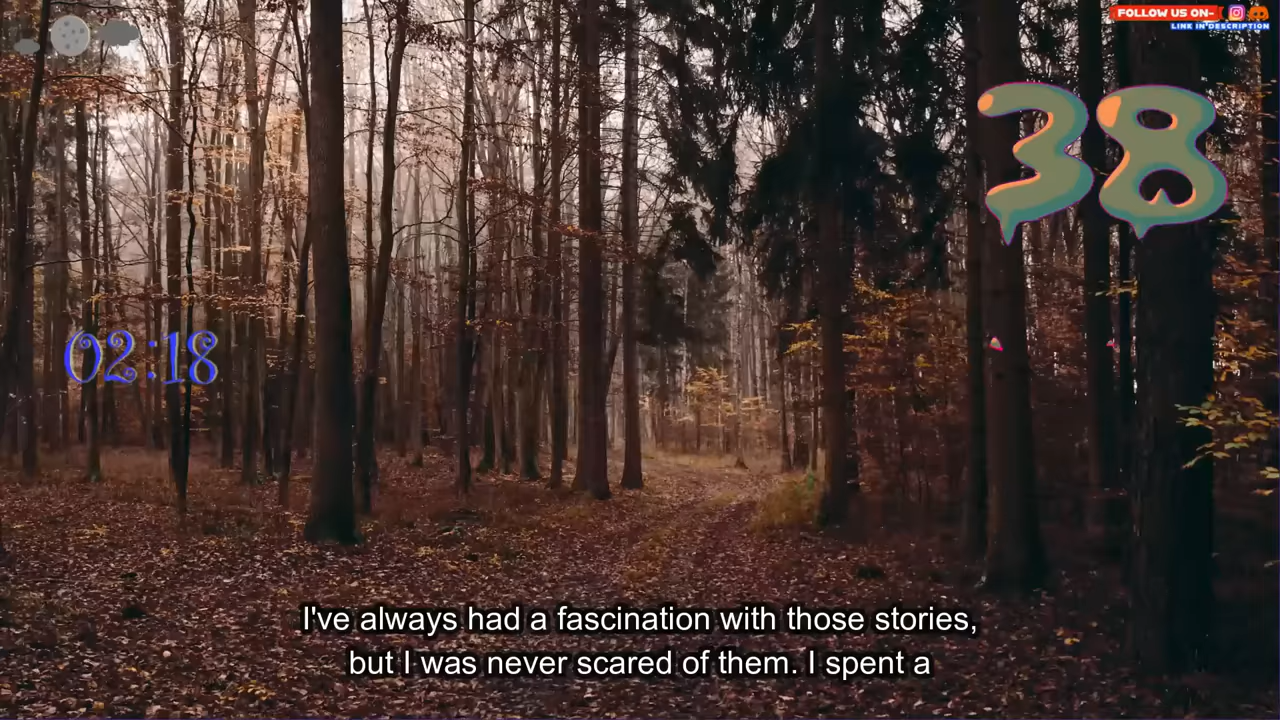 FOLLOW US ON-
LINK IN DESCRIPTION
38
02:18
I've always had a fascination with those stories,
but I was never scared of them. I spent a